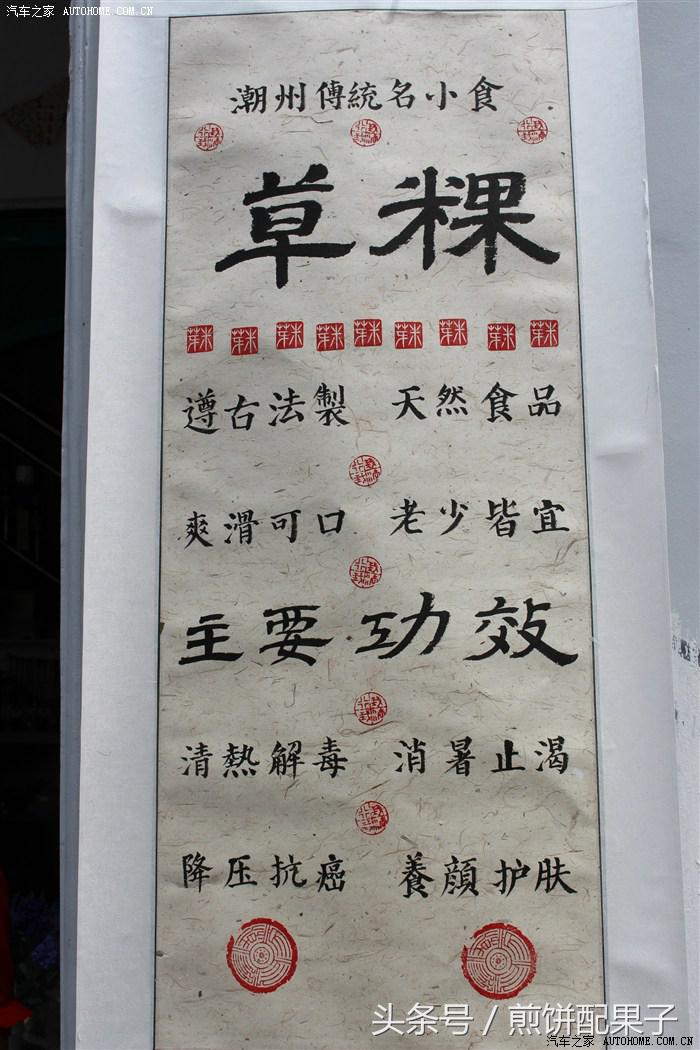 汽车之家 AUTOHOME.COM.CN
潮州傳統名小食
草粿
遵古法製 天然食品
爽滑可口 老少皆宜
主要功效
清熱解毒 消暑止渴
降压抗癌 養顔护肤
头条号 / 煎饼配果子
汽车之家 AUTOHOME.COM.CN